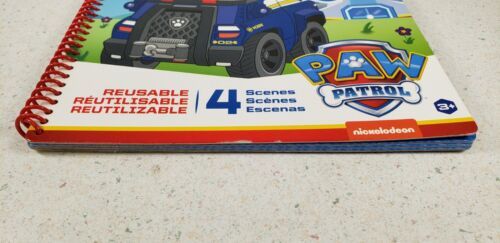 REUSABLE
RÉUTILISABLE
REUTILIZABLE
4
Scenes
Scènes
Escenas
PAW
PATROL
nickelodeon
3+